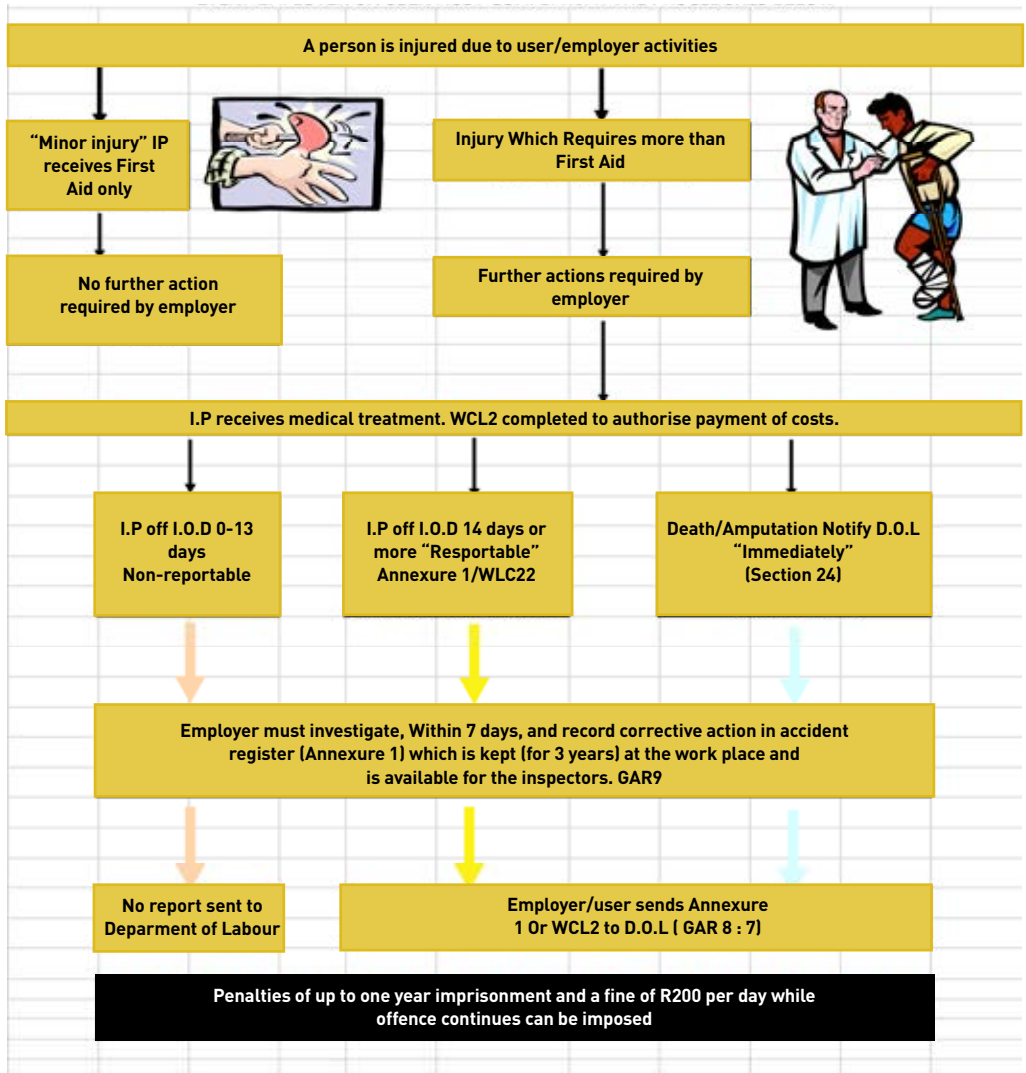 A person is injured due to user/employer activities
“Minor injury” IP
receives First
Aid only
Injury Which Requires more than
First Aid
No further action
required by employer
Further actions required by
employer
I.P receives medical treatment. WCL2 completed to authorise payment of costs.
I.P off I.O.D 0-13
days
Non-reportable
I.P off I.O.D 14 days or
more “Resportable”
Annexure 1/WLC22
Death/Amputation Notify D.O.L
“Immediately”
(Section 24)
Employer must investigate, Within 7 days, and record corrective action in accident
register (Annexure 1) which is kept (for 3 years) at the work place and
is available for the inspectors. GAR9
No report sent to
Deparment of Labour
Employer/user sends Annexure
1 Or WCL2 to D.O.L ( GAR 8 : 7)
Penalties of up to one year imprisonment and a fine of R200 per day while
offence continues can be imposed